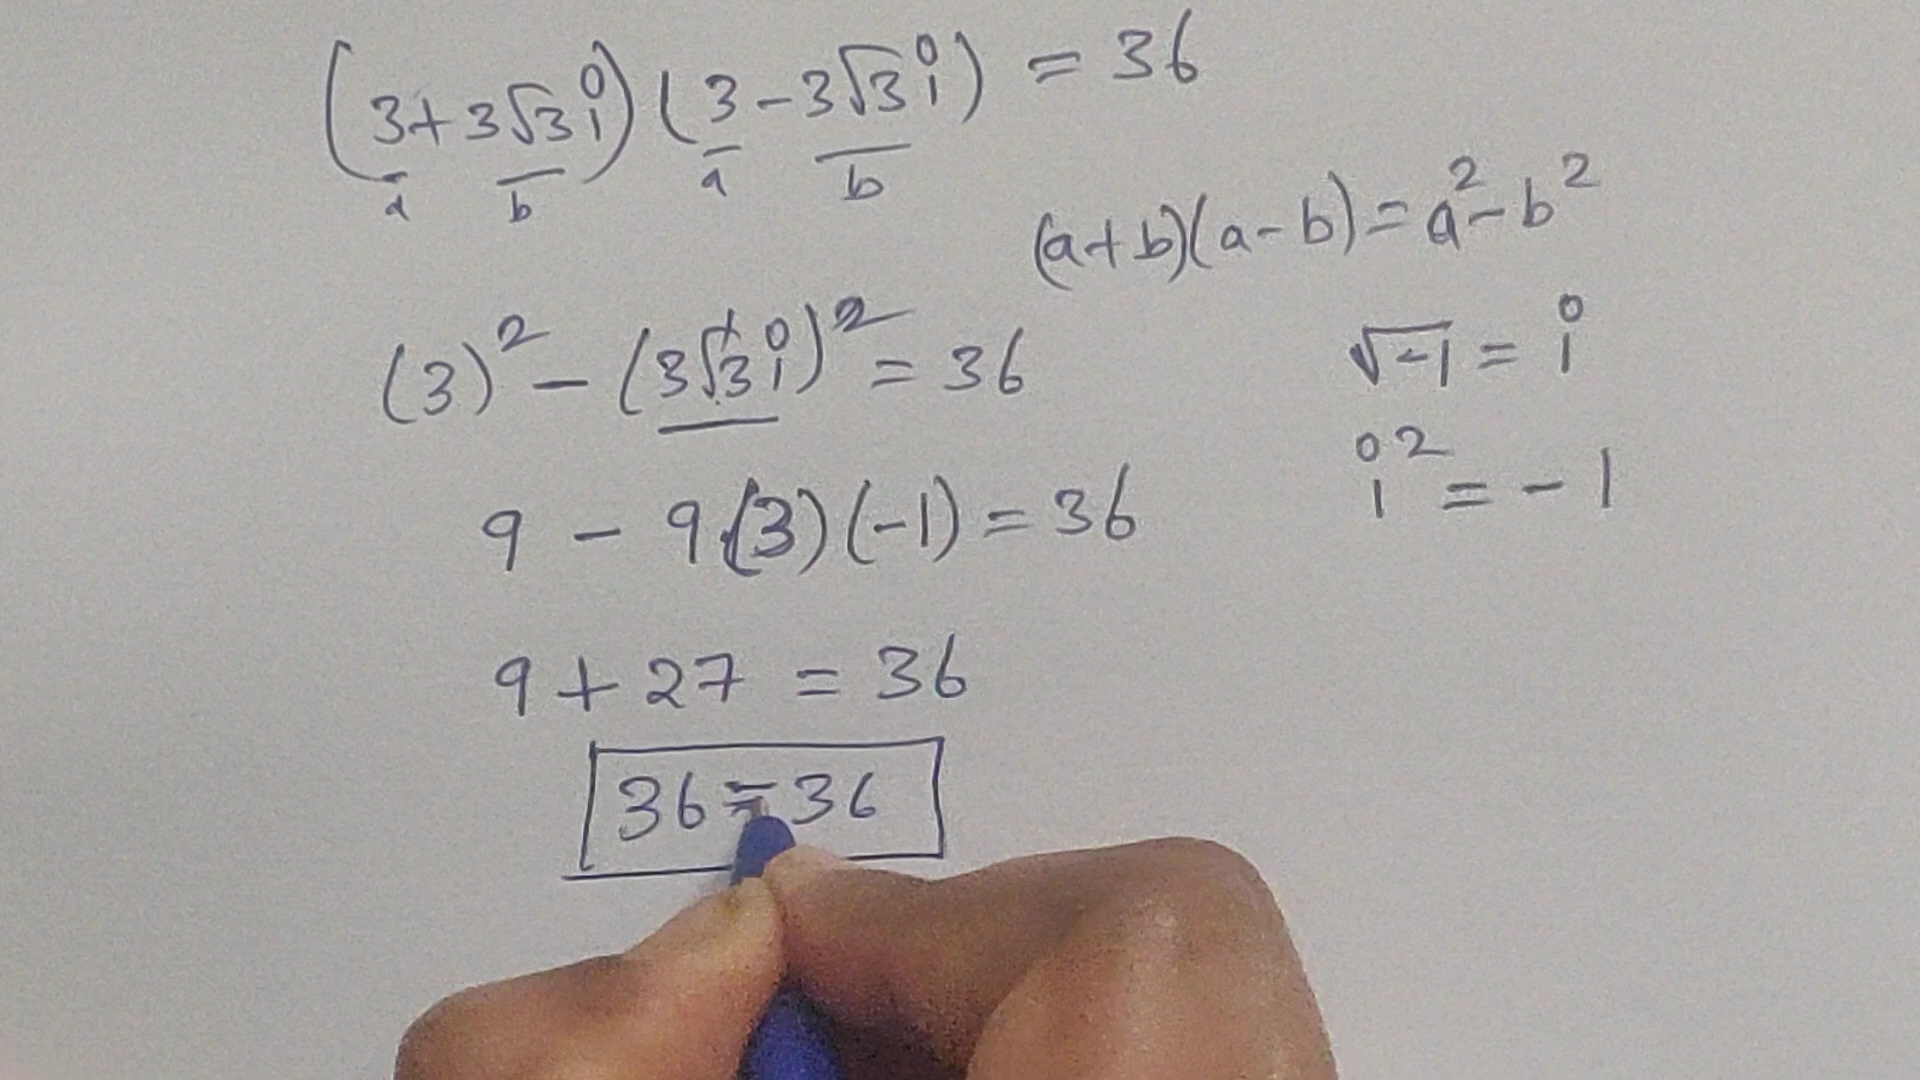 (3+3√3i)(3-3√3i) = 36
a b a b
(a+b)(a-b)=a²-b²
(3)² - (3√3i)² = 36
√-1 = i
9 - 9(3)(-1) = 36
i² = -1
9 + 27 = 36
36 = 36